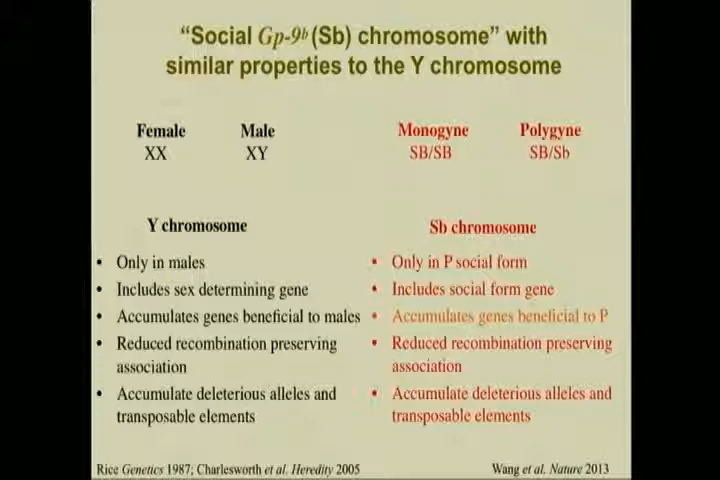 “Social Gp-9ᵇ (Sb) chromosome” with
similar properties to the Y chromosome
Female Male Monogyne Polygyne
XX XY SB/SB SB/Sb
Y chromosome
• Only in males
• Includes sex determining gene
• Accumulates genes beneficial to males
• Reduced recombination preserving
association
• Accumulate deleterious alleles and
transposable elements
Sb chromosome
• Only in P social form
• Includes social form gene
• Accumulates genes beneficial to P
• Reduced recombination preserving
association
• Accumulate deleterious alleles and
transposable elements
Rice Genetics 1987; Charlesworth et al. Heredity 2005
Wang et al. Nature 2013